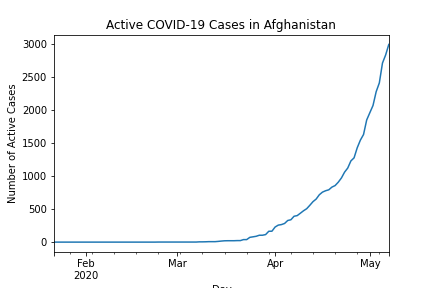 Active COVID-19 Cases in Afghanistan
Number of Active Cases
3000
2500
2000
1500
1000
500
0
Feb
2020
Mar
Apr
May